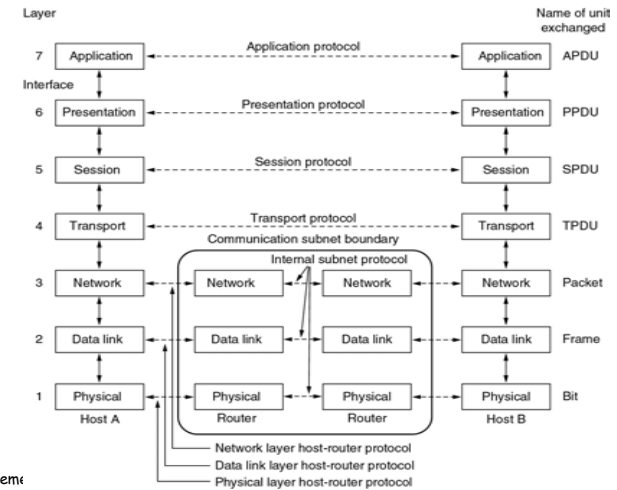 Layer
Name of unit
exchanged
Application protocol
7 Application Application APDU
Interface
Presentation protocol
6 Presentation Presentation PPDU
Session protocol
5 Session Session SPDU
Transport protocol
4 Transport Transport TPDU
Communication subnet boundary
Internal subnet protocol
3 Network Network Network Network Packet
2 Data link Data link Data link Data link Frame
1 Physical Physical Physical Physical Bit
Host A Router Router Host B
Network layer host-router protocol
Data link layer host-router protocol
Physical layer host-router protocol